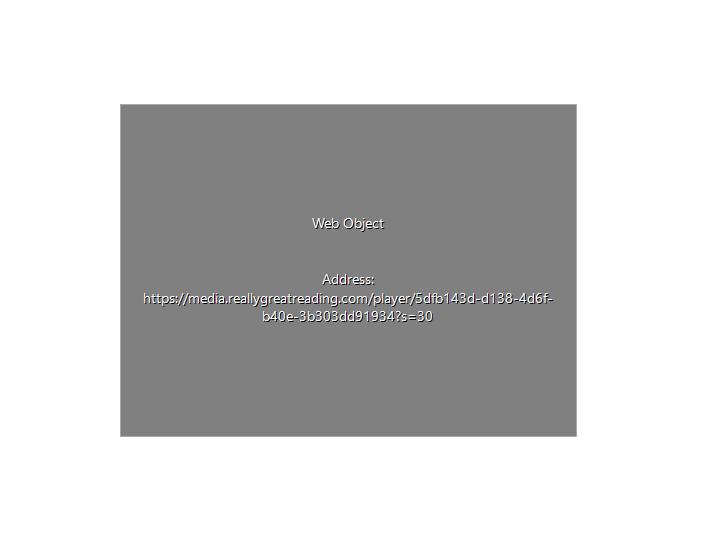 Web Object
Address:
https://media.reallygreatreading.com/player/5dfb143d-d138-4d6f-
b40e-3b303dd91934?s=30